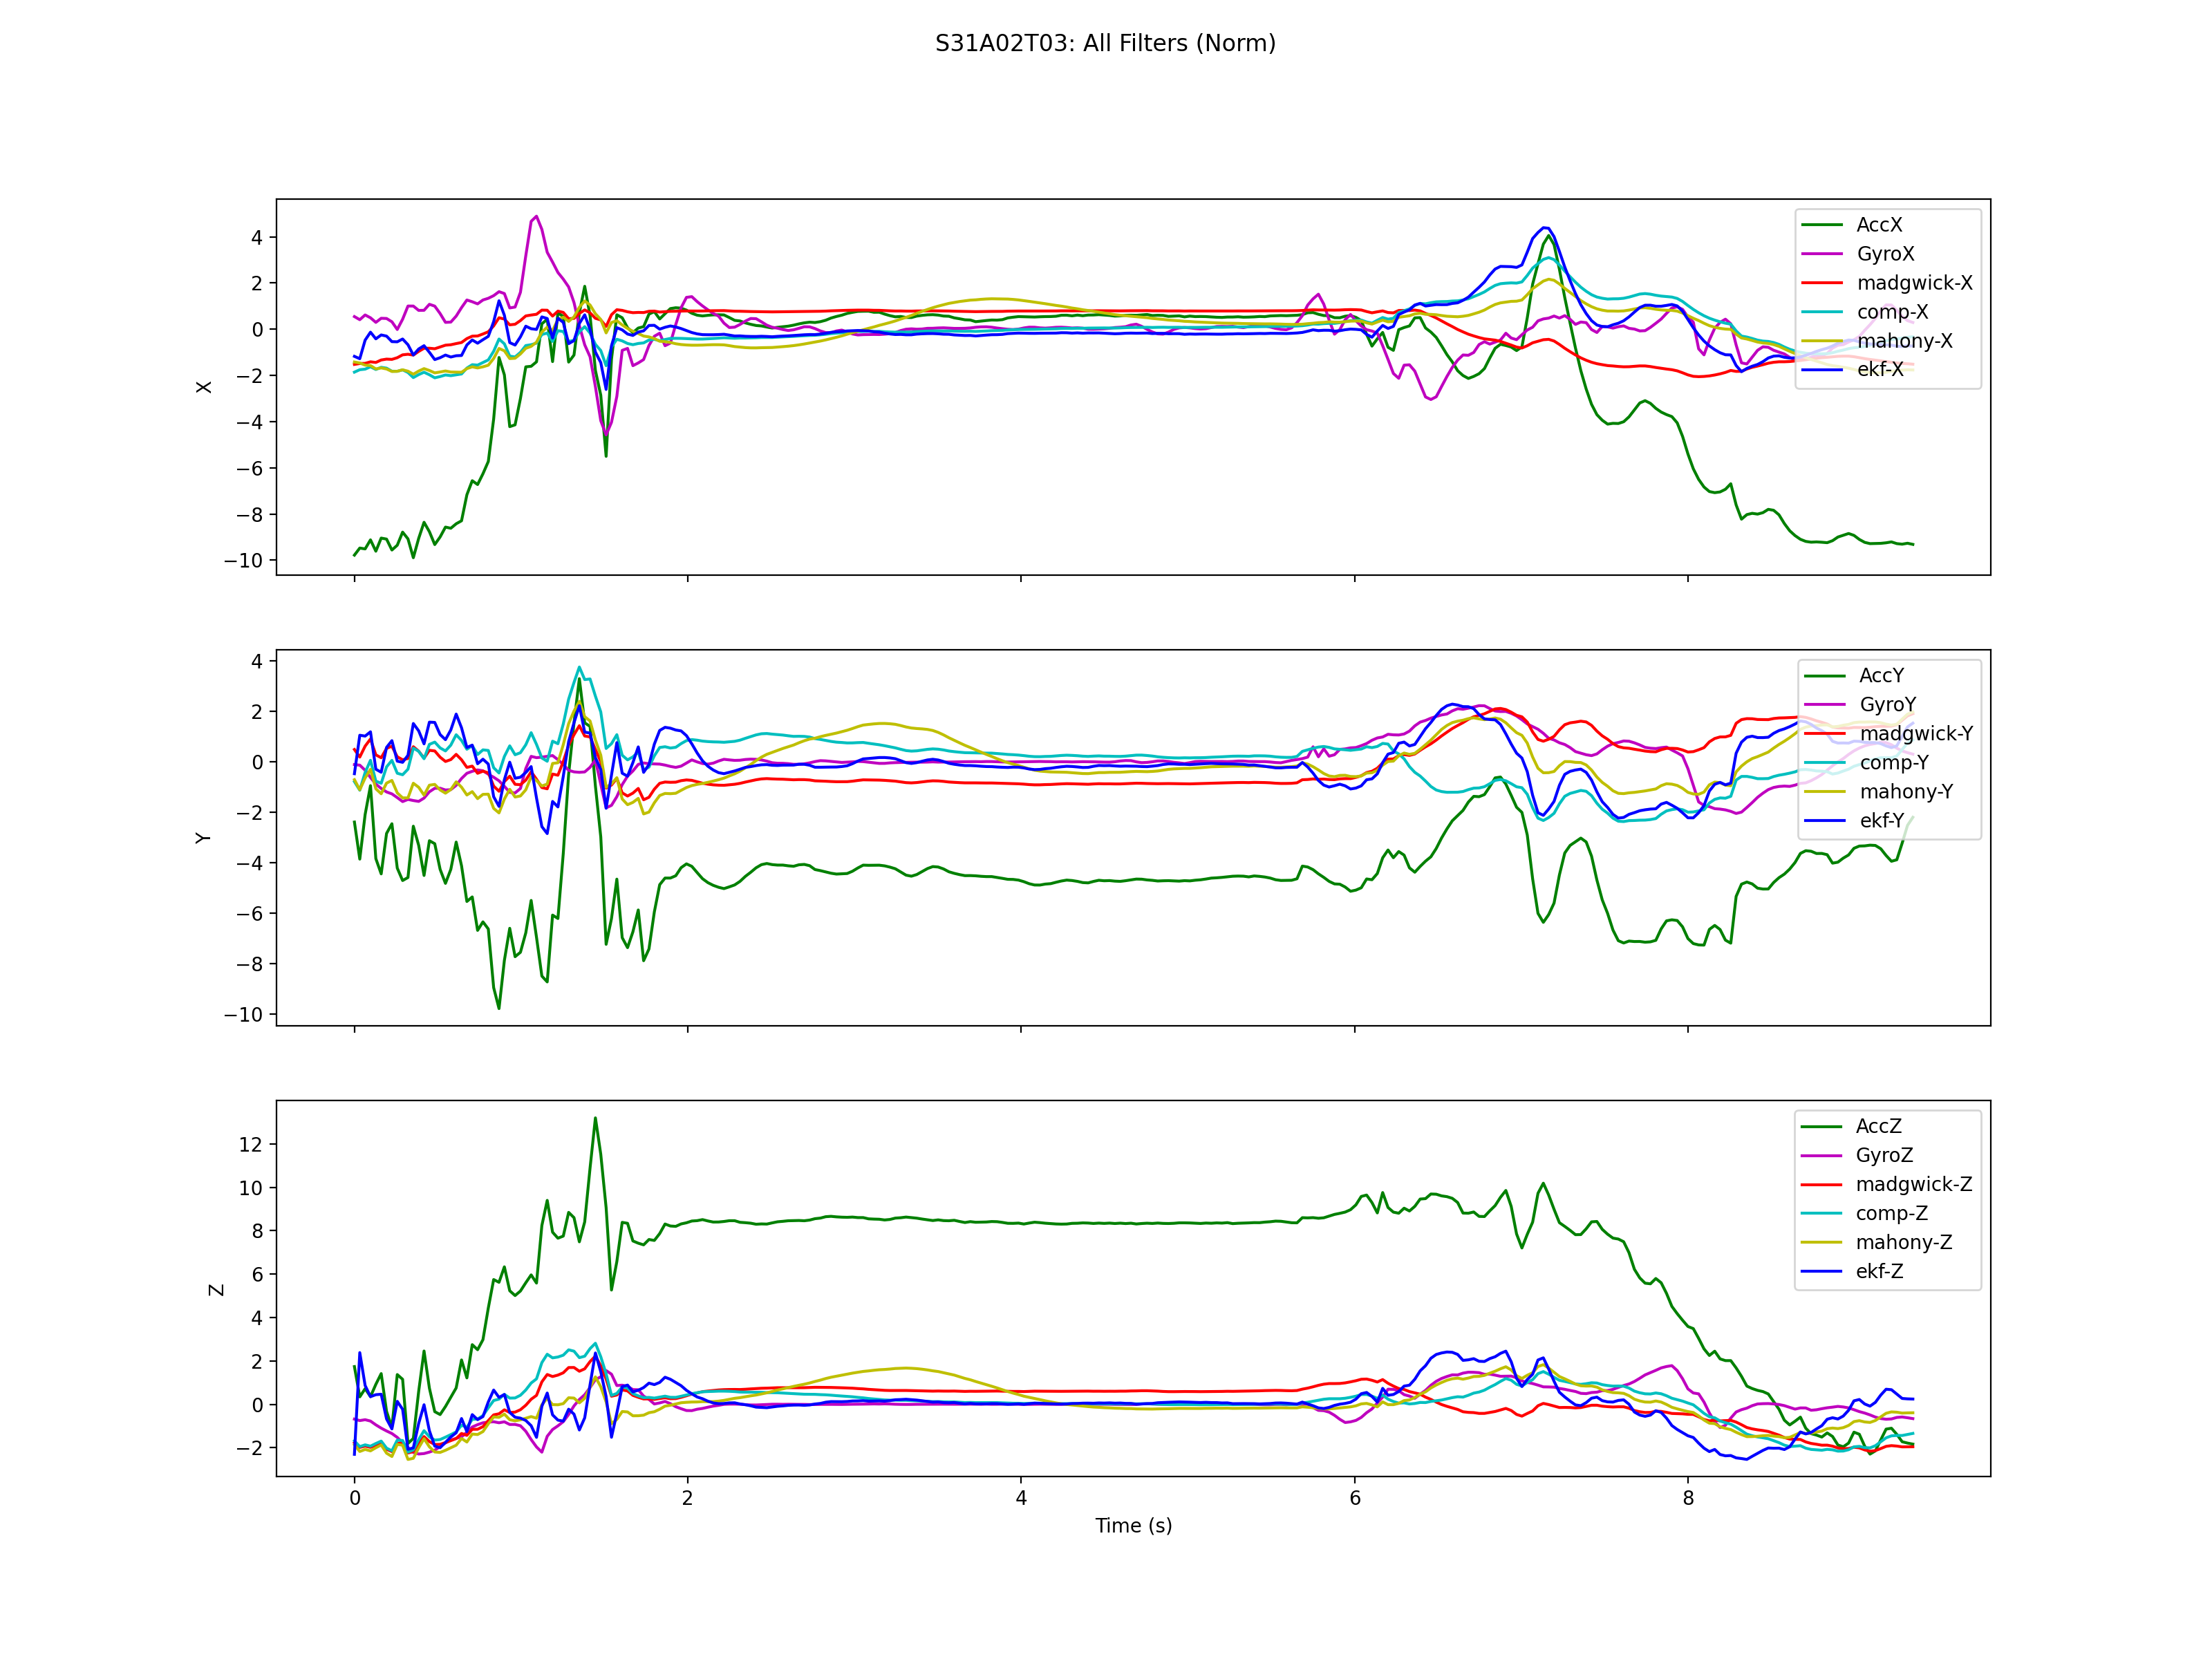 S31A02T03: All Filters (Norm)
4
2
0
−2
−4
−6
−8
−10
X
AccX
GyroX
madgwick-X
comp-X
mahony-X
ekf-X
4
2
0
−2
−4
−6
−8
−10
Y
AccY
GyroY
madgwick-Y
comp-Y
mahony-Y
ekf-Y
12
10
8
6
4
2
0
−2
Z
AccZ
GyroZ
madgwick-Z
comp-Z
mahony-Z
ekf-Z
0 2 4 6 8
Time (s)